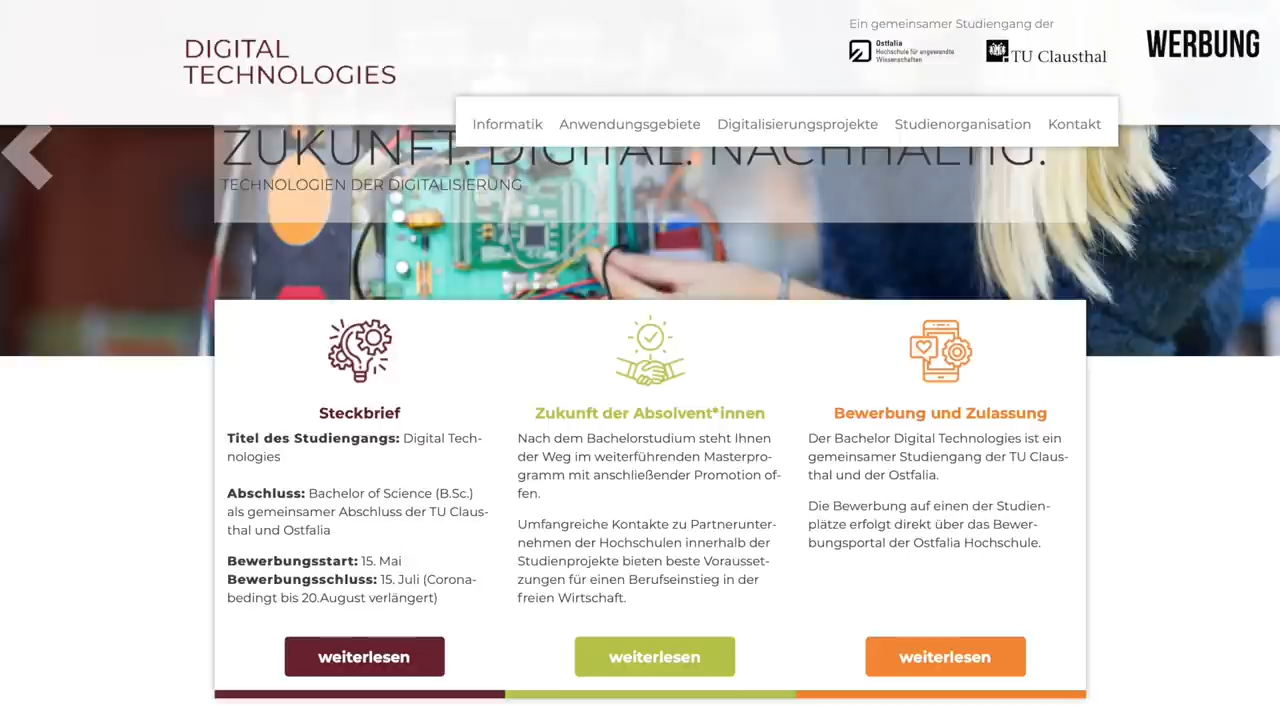 DIGITAL
TECHNOLOGIES
Ein gemeinsamer Studiengang der
Ostfalia
Hochschule für angewandte
Wissenschaften
TU Clausthal
WERBUNG
Informatik Anwendungsgebiete Digitalisierungsprojekte Studienorganisation Kontakt
ZUKUNFT. DIGITAL. NACHHALTIG.
TECHNOLOGIEN DER DIGITALISIERUNG
Steckbrief
Titel des Studiengangs: Digital Tech-
nologies
Abschluss: Bachelor of Science (B.Sc.)
als gemeinsamer Abschluss der TU Claus-
thal und Ostfalia
Bewerbungsstart: 15. Mai
Bewerbungsschluss: 15. Juli (Corona-
bedingt bis 20.August verlängert)
weiterlesen
Zukunft der Absolvent*innen
Nach dem Bachelorstudium steht Ihnen
der Weg im weiterführenden Masterpro-
gramm mit anschließender Promotion of-
fen.
Umfangreiche Kontakte zu Partnerunter-
nehmen der Hochschulen innerhalb der
Studienprojekte bieten beste Vorausset-
zungen für einen Berufseinstieg in der
freien Wirtschaft.
weiterlesen
Bewerbung und Zulassung
Der Bachelor Digital Technologies ist ein
gemeinsamer Studiengang der TU Claus-
thal und der Ostfalia.
Die Bewerbung auf einen der Studien-
plätze erfolgt direkt über das Bewer-
bungsportal der Ostfalia Hochschule.
weiterlesen